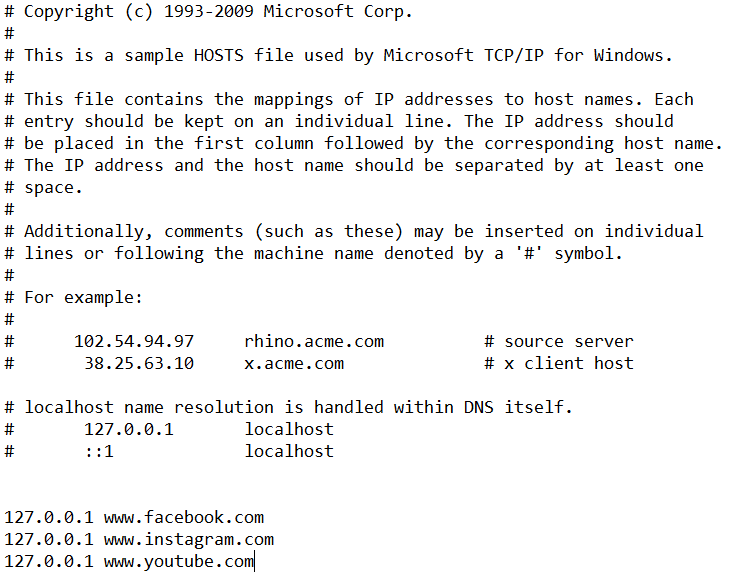 # Copyright (c) 1993-2009 Microsoft Corp.
#
# This is a sample HOSTS file used by Microsoft TCP/IP for Windows.
#
# This file contains the mappings of IP addresses to host names. Each
# entry should be kept on an individual line. The IP address should
# be placed in the first column followed by the corresponding host name.
# The IP address and the host name should be separated by at least one
# space.
#
# Additionally, comments (such as these) may be inserted on individual
# lines or following the machine name denoted by a '#' symbol.
#
# For example:
#
#      102.54.94.97     rhino.acme.com          # source server
#       38.25.63.10     x.acme.com              # x client host

# localhost name resolution is handled within DNS itself.
#       127.0.0.1       localhost
#       ::1             localhost


127.0.0.1 www.facebook.com
127.0.0.1 www.instagram.com
127.0.0.1 www.youtube.com